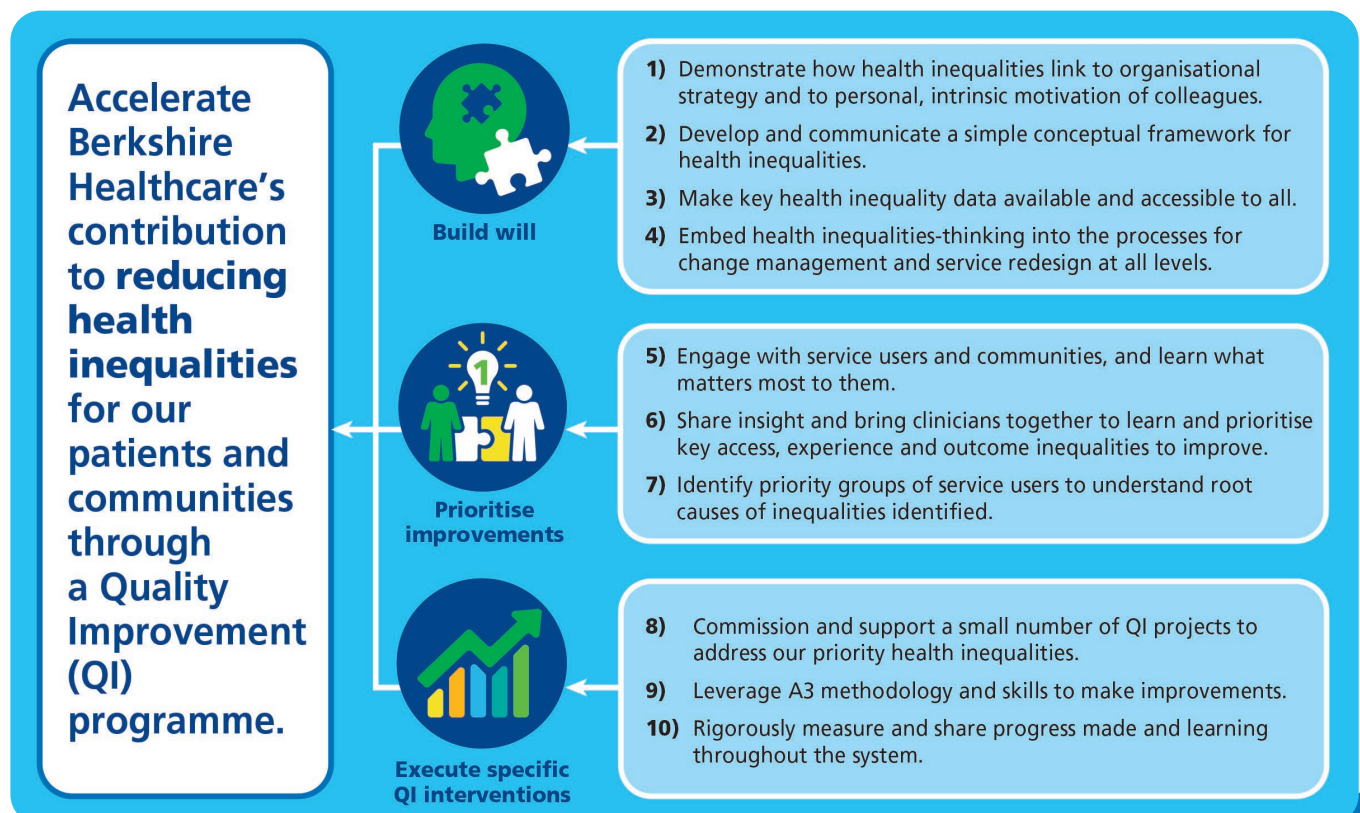 Accelerate
Berkshire
Healthcare’s
contribution
to reducing
health
inequalities
for our
patients and
communities
through
a Quality
Improvement
(QI)
programme.
Build will
1) Demonstrate how health inequalities link to organisational
strategy and to personal, intrinsic motivation of colleagues.
2) Develop and communicate a simple conceptual framework for
health inequalities.
3) Make key health inequality data available and accessible to all.
4) Embed health inequalities-thinking into the processes for
change management and service redesign at all levels.
1
Prioritise
improvements
5) Engage with service users and communities, and learn what
matters most to them.
6) Share insight and bring clinicians together to learn and prioritise
key access, experience and outcome inequalities to improve.
7) Identify priority groups of service users to understand root
causes of inequalities identified.
Execute specific
QI interventions
8) Commission and support a small number of QI projects to
address our priority health inequalities.
9) Leverage A3 methodology and skills to make improvements.
10) Rigorously measure and share progress made and learning
throughout the system.